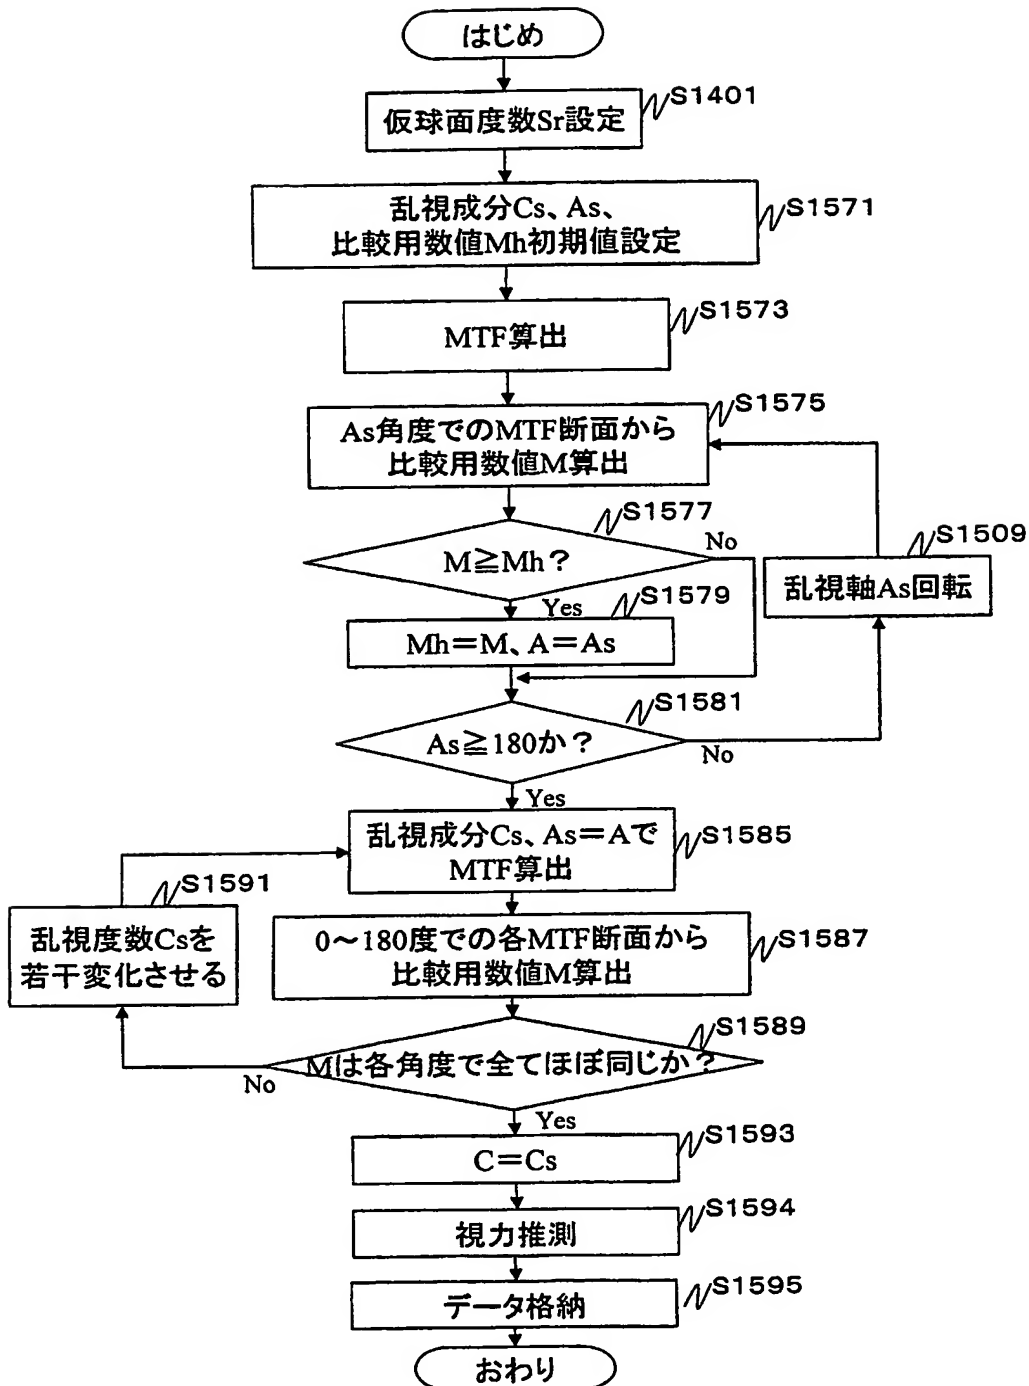 はじめ
S1401
仮球面度数Sr設定
S1571
乱視成分Cs、As、
比較用数値Mh初期値設定
S1573
MTF算出
S1575
As角度でのMTF断面から
比較用数値M算出
S1577
M≧Mh?
No
S1509
乱視軸As回転
Yes
S1579
Mh=M、A=As
S1581
As≧180か?
No
Yes
乱視成分Cs、As=Aで
MTF算出
S1585
S1591
乱視度数Csを
若干変化させる
0~180度での各MTF断面から
比較用数値M算出
S1587
S1589
Mは各角度で全てほぼ同じか?
No
Yes
S1593
C=Cs
S1594
視力推測
S1595
データ格納
おわり